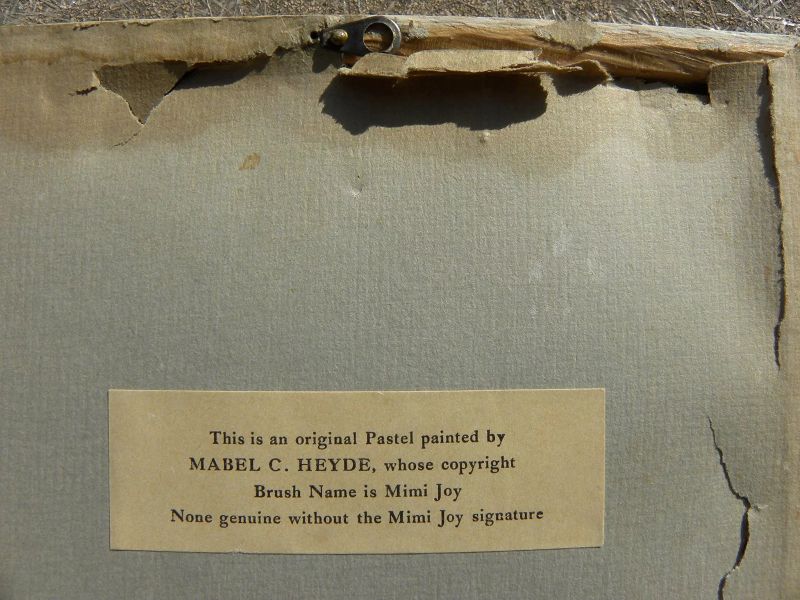 This is an original Pastel painted by
MABEL C. HEYDE, whose copyright
Brush Name is Mimi Joy
None genuine without the Mimi Joy signature